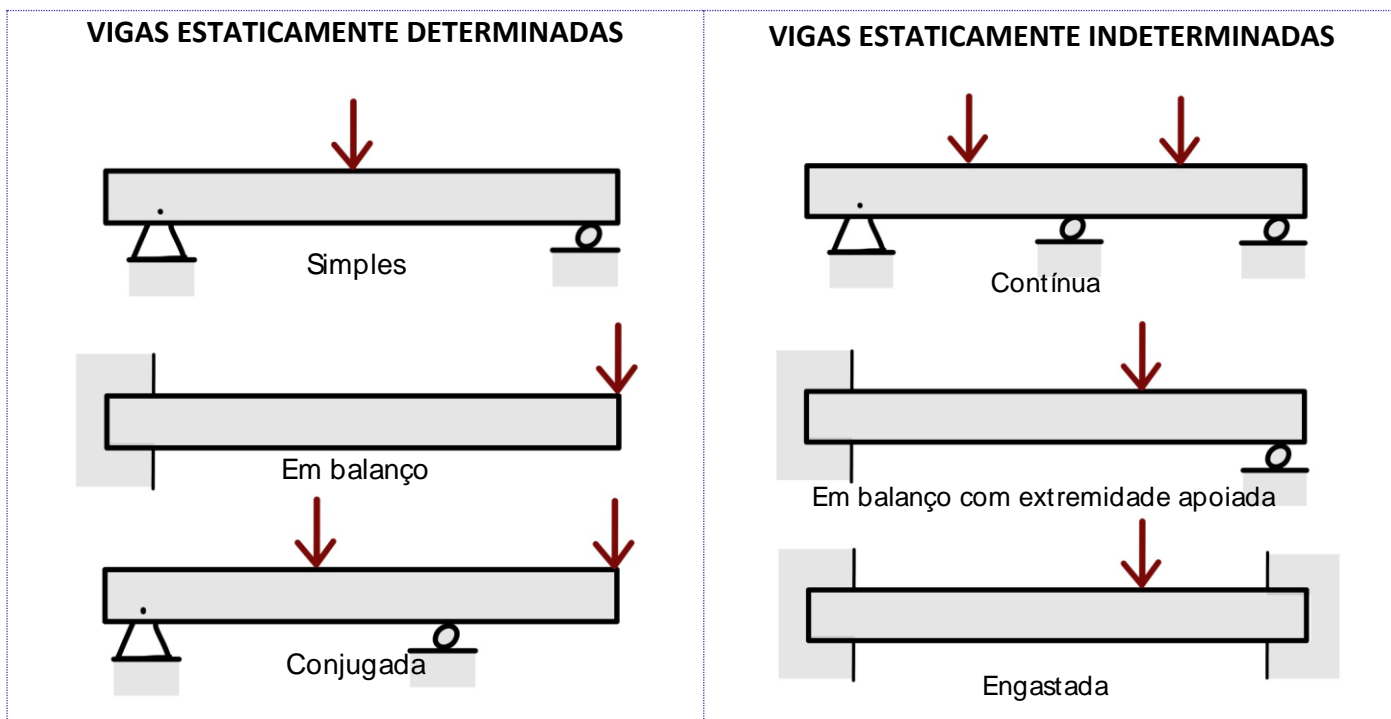 VIGAS ESTATICAMENTE DETERMINADAS
Simples
Em balanço
Conjugada
VIGAS ESTATICAMENTE INDETERMINADAS
Contínua
Em balanço com extremidade apoiada
Engastada